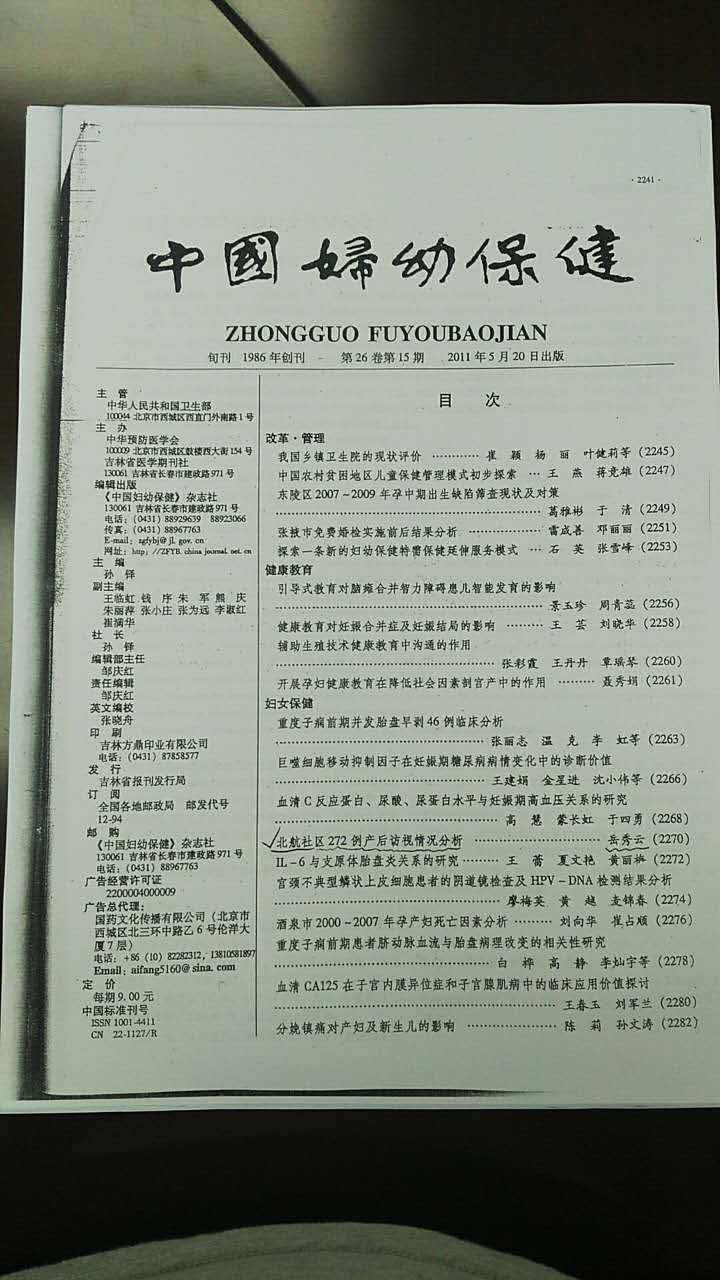 ·2241·
中國婦幼保健
ZHONGGUO FUYOUBAOJIAN
旬刊 1986年创刊 - 第26卷第15期 2011年5月20日出版
主 管
中华人民共和国卫生部
100044 北京市西城区西直门外南路1号
主 办
中华预防医学会
100009 北京市西城区鼓楼西大街154号
吉林省医学期刊社
130061 吉林省长春市建政路971号
编辑出版
《中国妇幼保健》杂志社
130061 吉林省长春市建政路971号
电话:(0431) 88929639 88923066
传真:(0431) 88967763
E-mail: zgfybj@jl.gov.cn
网址: http://ZFYB.chinajournal.net.cn
主 编
孙 铎
副主编
王临虹 钱 序 朱 军 熊 庆
朱丽萍 张小庄 张为远 李淑红
崔满华
社 长
孙 铎
编辑部主任
邹庆红
责任编辑
邹庆红
英文编校
张晓舟
印 刷
吉林方鼎印业有限公司
电话:(0431) 87858577
发 行
吉林省报刊发行局
订 阅
全国各地邮政局 邮发代号
12-94
邮 购
《中国妇幼保健》杂志社
130061 吉林省长春市建政路971号
电话:(0431) 88967763
广告经营许可证
2200004000009
广告总代理:
国药文化传播有限公司(北京市
西城区北三环中路乙6号伦洋大
厦7层)
电话:+86 (10) 82282312, 13810581897
Email: aifang5160@sina.com
定 价
每期9.00元
中国标准刊号
ISSN 1001-4411
CN 22-1127/R
目 次
改革·管理
我国乡镇卫生院的现状评价 ………… 崔 颖 杨 丽 叶健莉等 (2245)
中国农村贫困地区儿童保健管理模式初步探索 … 王 燕 蒋竞雄 (2247)
东陵区2007~2009年孕中期出生缺陷筛查现状及对策
………… 葛雅彬 于 清 (2249)
张掖市免费婚检实施前后结果分析 ………… 雷成善 邓丽丽 (2251)
探索一条新的妇幼保健特需保健延伸服务模式 … 石 英 张雪峰 (2253)
健康教育
引导式教育对脑瘫合并智力障碍患儿智能发育的影响
………… 景玉珍 周青蕊 (2256)
健康教育对妊娠合并症及妊娠结局的影响 ……… 王 芸 刘晓华 (2258)
辅助生殖技术健康教育中沟通的作用
………… 张彩霞 王丹丹 覃瑶琴 (2260)
开展孕妇健康教育在降低社会因素剖宫产中的作用 ……… 聂秀娟 (2261)
妇女保健
重度子痫前期并发胎盘早剥46例临床分析
………… 张丽志 温 克 李 虹等 (2263)
巨噬细胞移动抑制因子在妊娠期糖尿病病情变化中的诊断价值
………… 王建娟 金星进 沈小伟等 (2266)
血清C反应蛋白、尿酸、尿蛋白水平与妊娠期高血压关系的研究
………… 高 慧 蒙长虹 于四勇 (2268)
✓北航社区272例产后访视情况分析 ………… 岳秀云 (2270)
IL-6与支原体胎盘炎关系的研究 ……… 王 蕾 夏文艳 黄丽梅 (2272)
宫颈不典型鳞状上皮细胞患者的阴道镜检查及HPV-DNA检测结果分析
………… 廖梅英 黄 越 麦锦春 (2274)
酒泉市2000~2007年孕产妇死亡因素分析 ……… 刘向华 崔占顺 (2276)
重度子痫前期患者脐动脉血流与胎盘病理改变的相关性研究
………… 白 桦 高 静 李灿宇等 (2278)
血清CA125在子宫内膜异位症和子宫腺肌病中的临床应用价值探讨
………… 王春玉 刘军兰 (2280)
分娩镇痛对产妇及新生儿的影响 ………… 陈 莉 孙文涛 (2282)